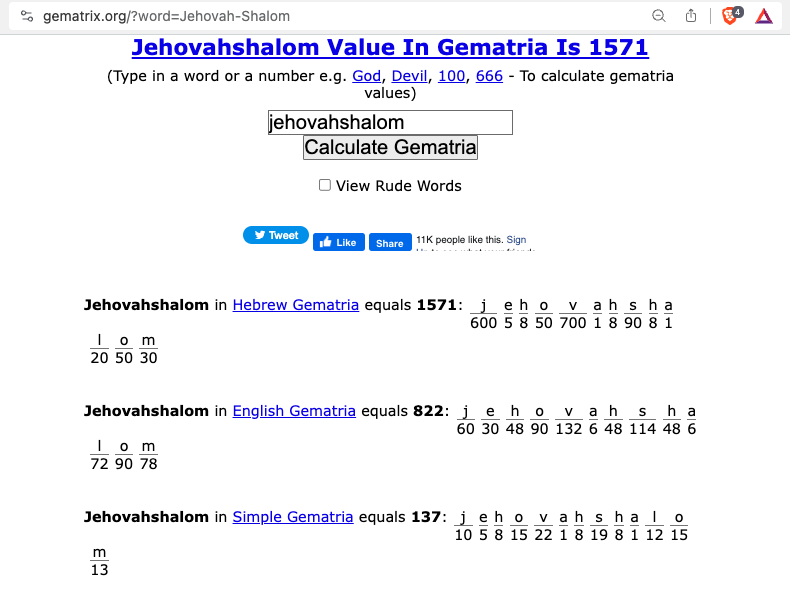 gematrix.org/?word=Jehovah-Shalom
4
Jehovahshalom Value In Gematria Is 1571
(Type in a word or a number e.g. God, Devil, 100, 666 - To calculate gematria
values)
jehovahshalom
Calculate Gematria
View Rude Words
Tweet Like Share 11K people like this. Sign
Jehovahshalom in Hebrew Gematria equals 1571: j e h o v a h s h a
600 5 8 50 700 1 8 90 8 1
l o m
20 50 30
Jehovahshalom in English Gematria equals 822: j e h o v a h s h a
60 30 48 90 132 6 48 114 48 6
l o m
72 90 78
Jehovahshalom in Simple Gematria equals 137: j e h o v a h s h a l o
10 5 8 15 22 1 8 19 8 1 12 15
m
13